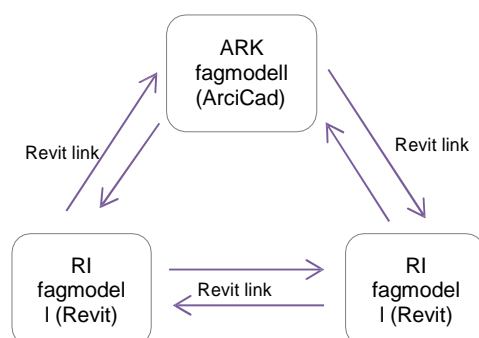 ARK
fagmodell
(ArciCad)
Revit link
Revit link
RI
fagmodel
l (Revit)
Revit link
RI
fagmodel
l (Revit)